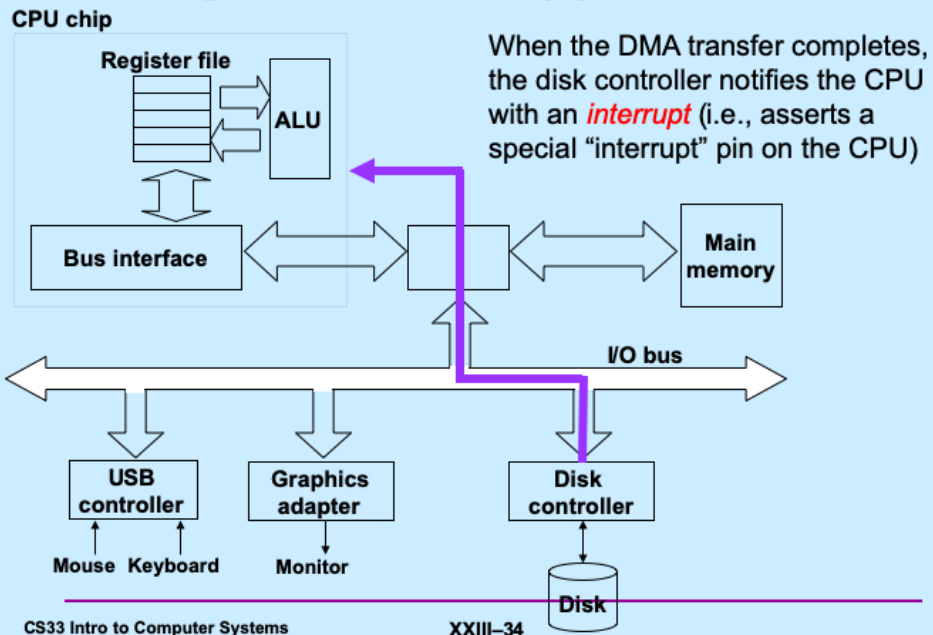 CPU chip
Register file
ALU
When the DMA transfer completes,
the disk controller notifies the CPU
with an interrupt (i.e., asserts a
special “interrupt” pin on the CPU)
Bus interface
Main
memory
I/O bus
USB
controller
Graphics
adapter
Disk
controller
Mouse
Keyboard
Monitor
Disk
CS33 Intro to Computer Systems
XXIII–34